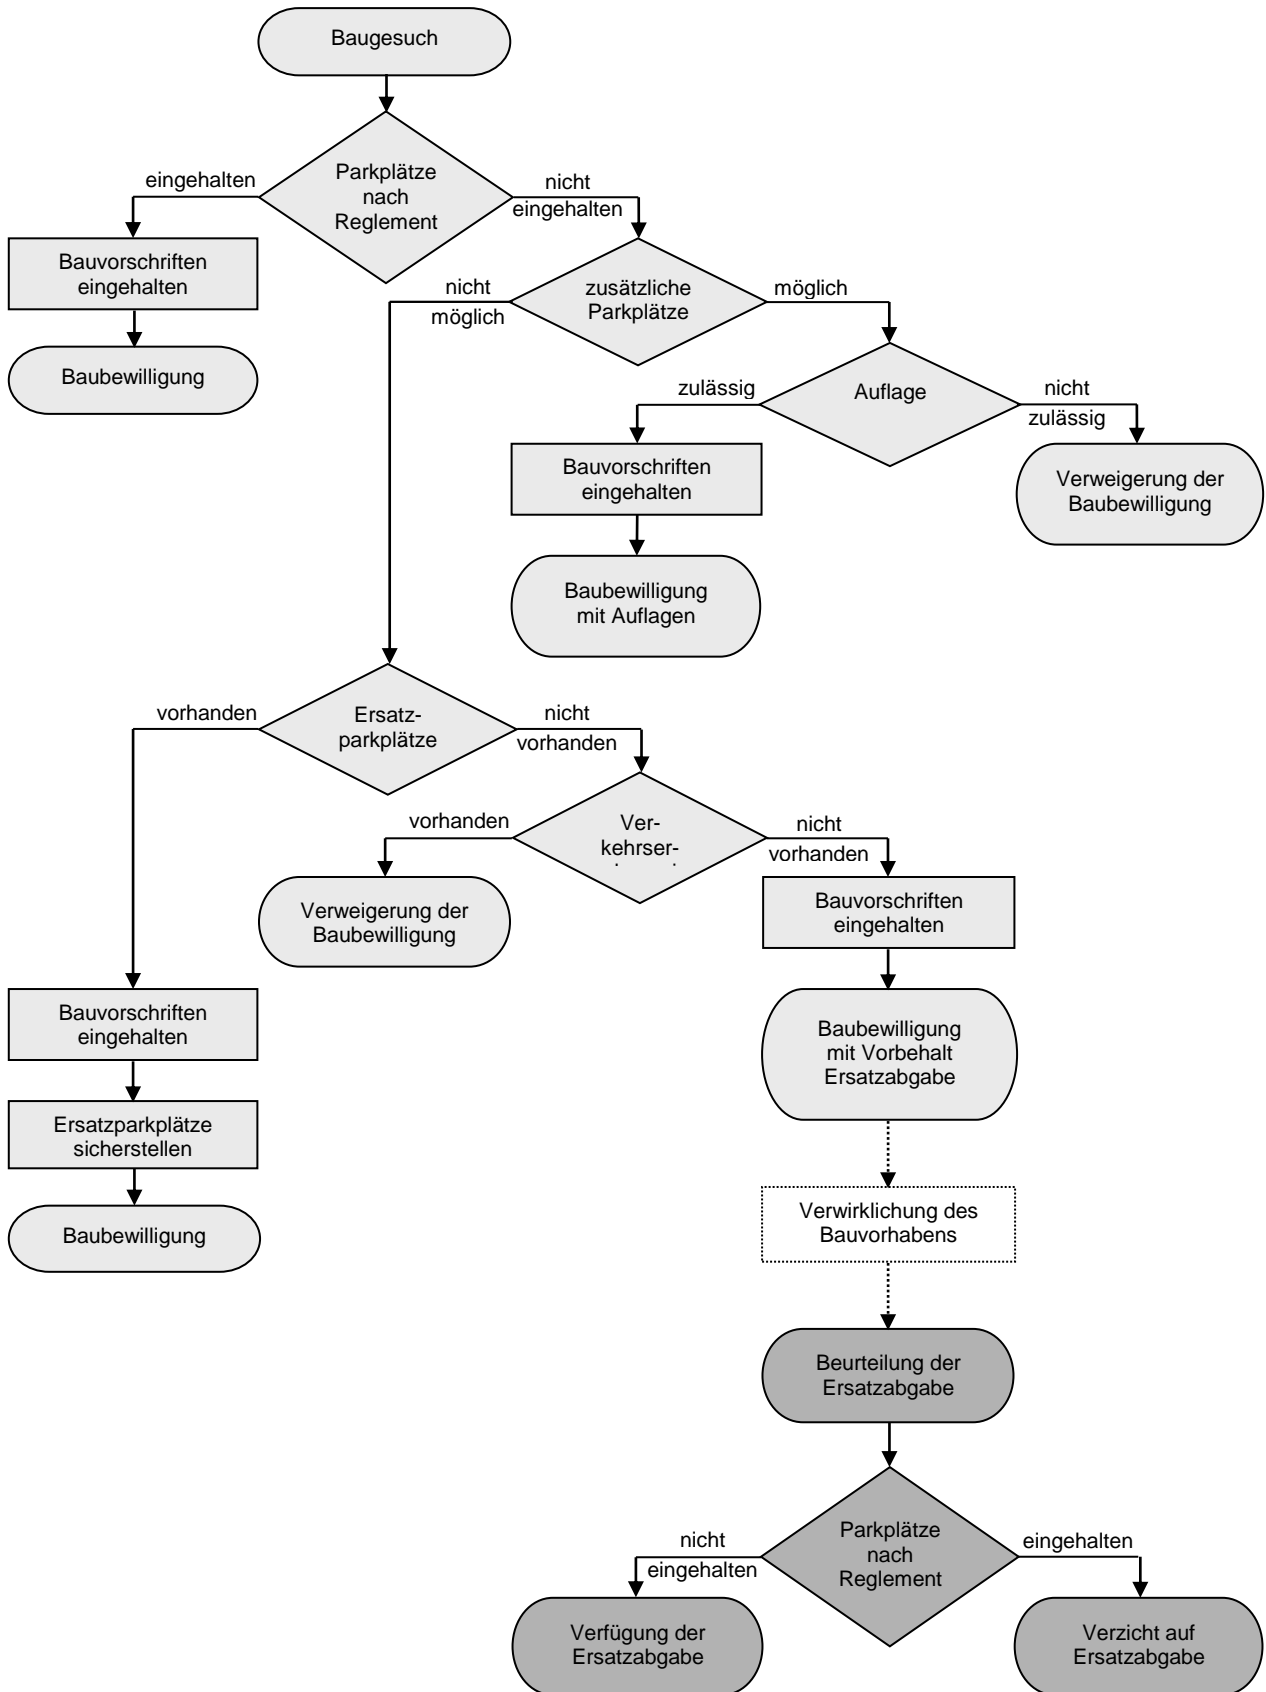 Baugesuch
Parkplätze
nach
Reglement
eingehalten
nicht
eingehalten
Bauvorschriften
eingehalten
Baubewilligung
zusätzliche
Parkplätze
nicht
möglich
möglich
Auflage
zulässig
nicht
zulässig
Bauvorschriften
eingehalten
Verweigerung der
Baubewilligung
Baubewilligung
mit Auflagen
Ersatz-
parkplätze
vorhanden
nicht
vorhanden
Ver-
kehrser-
vorhanden
nicht
vorhanden
Verweigerung der
Baubewilligung
Bauvorschriften
eingehalten
Bauvorschriften
eingehalten
Baubewilligung
mit Vorbehalt
Ersatzabgabe
Ersatzparkplätze
sicherstellen
Baubewilligung
Verwirklichung des
Bauvorhabens
Beurteilung der
Ersatzabgabe
Parkplätze
nach
Reglement
nicht
eingehalten
eingehalten
Verfügung der
Ersatzabgabe
Verzicht auf
Ersatzabgabe